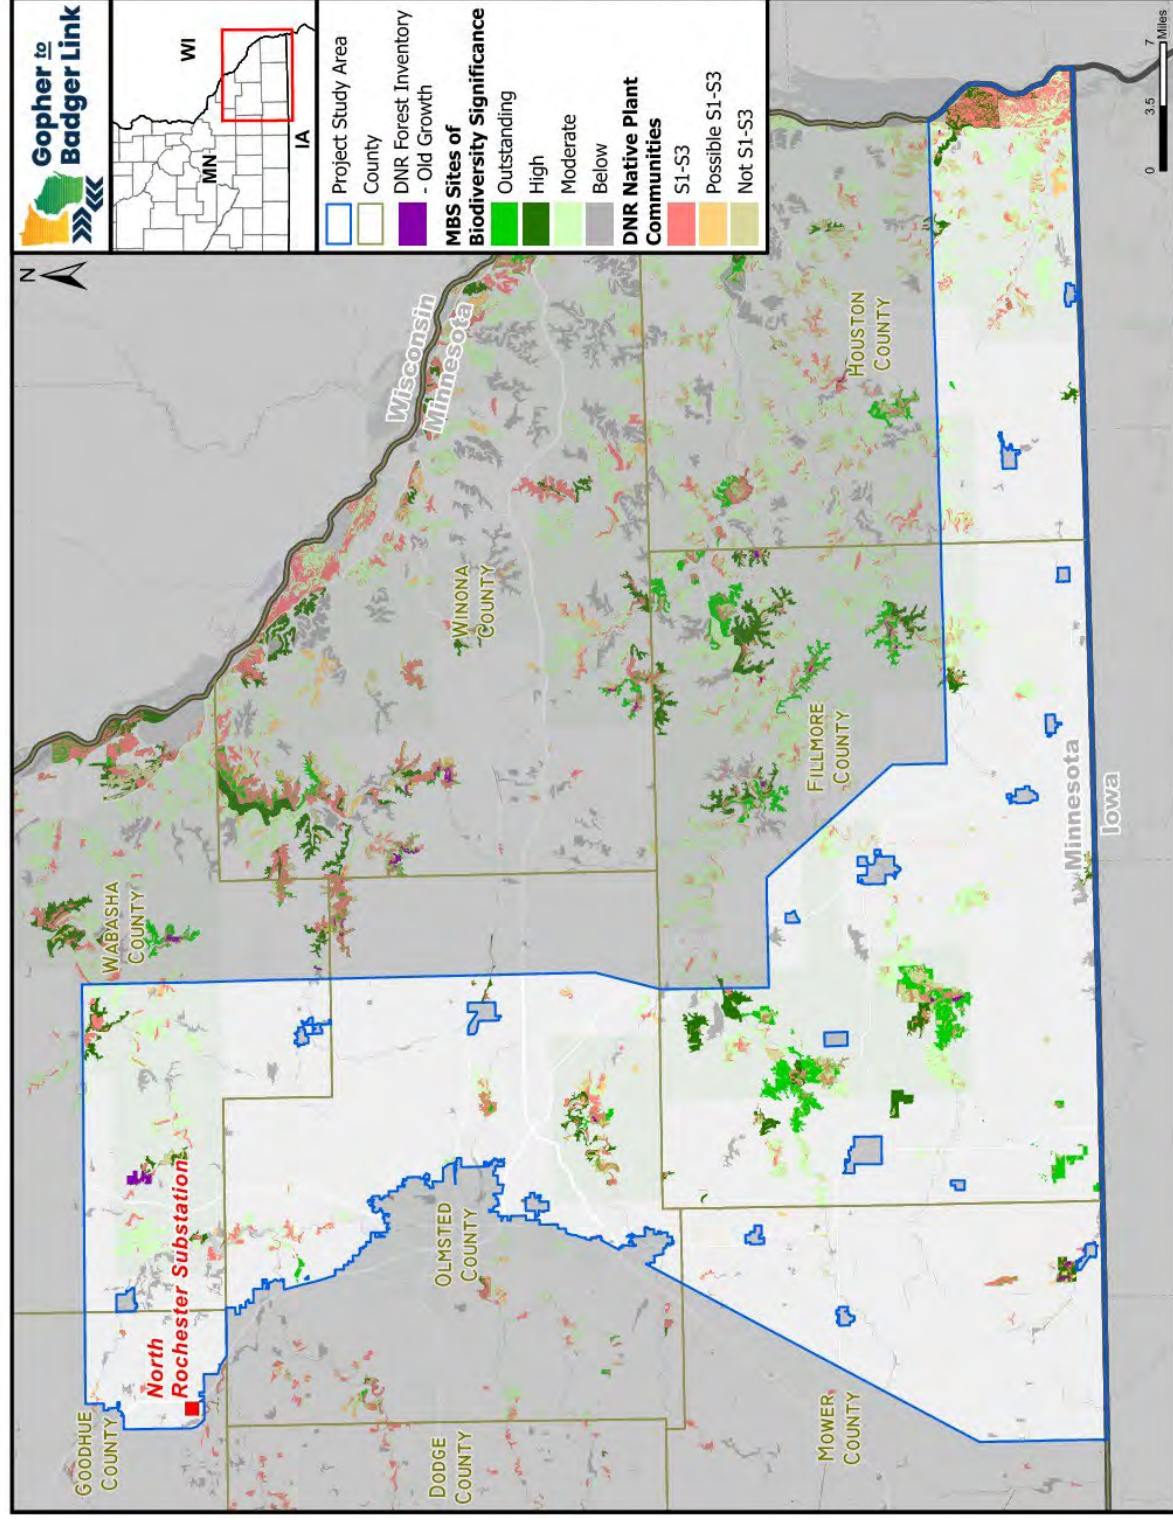 Gopher to
Badger Link
WI
MN
IA
Project Study Area
County
DNR Forest Inventory
- Old Growth
MBS Sites of
Biodiversity Significance
Outstanding
High
Moderate
Below
DNR Native Plant
Communities
S1-S3
Possible S1-S3
Not S1-S3
N
0
3.5
7
Miles
GOODHUE
COUNTY
WABASHA
COUNTY
North
Rochester Substation
Wisconsin
Minnesota
DODGE
COUNTY
OLMSTED
COUNTY
WINONA
COUNTY
MOWER
COUNTY
FILLMORE
COUNTY
HOUSTON
COUNTY
Minnesota
Iowa